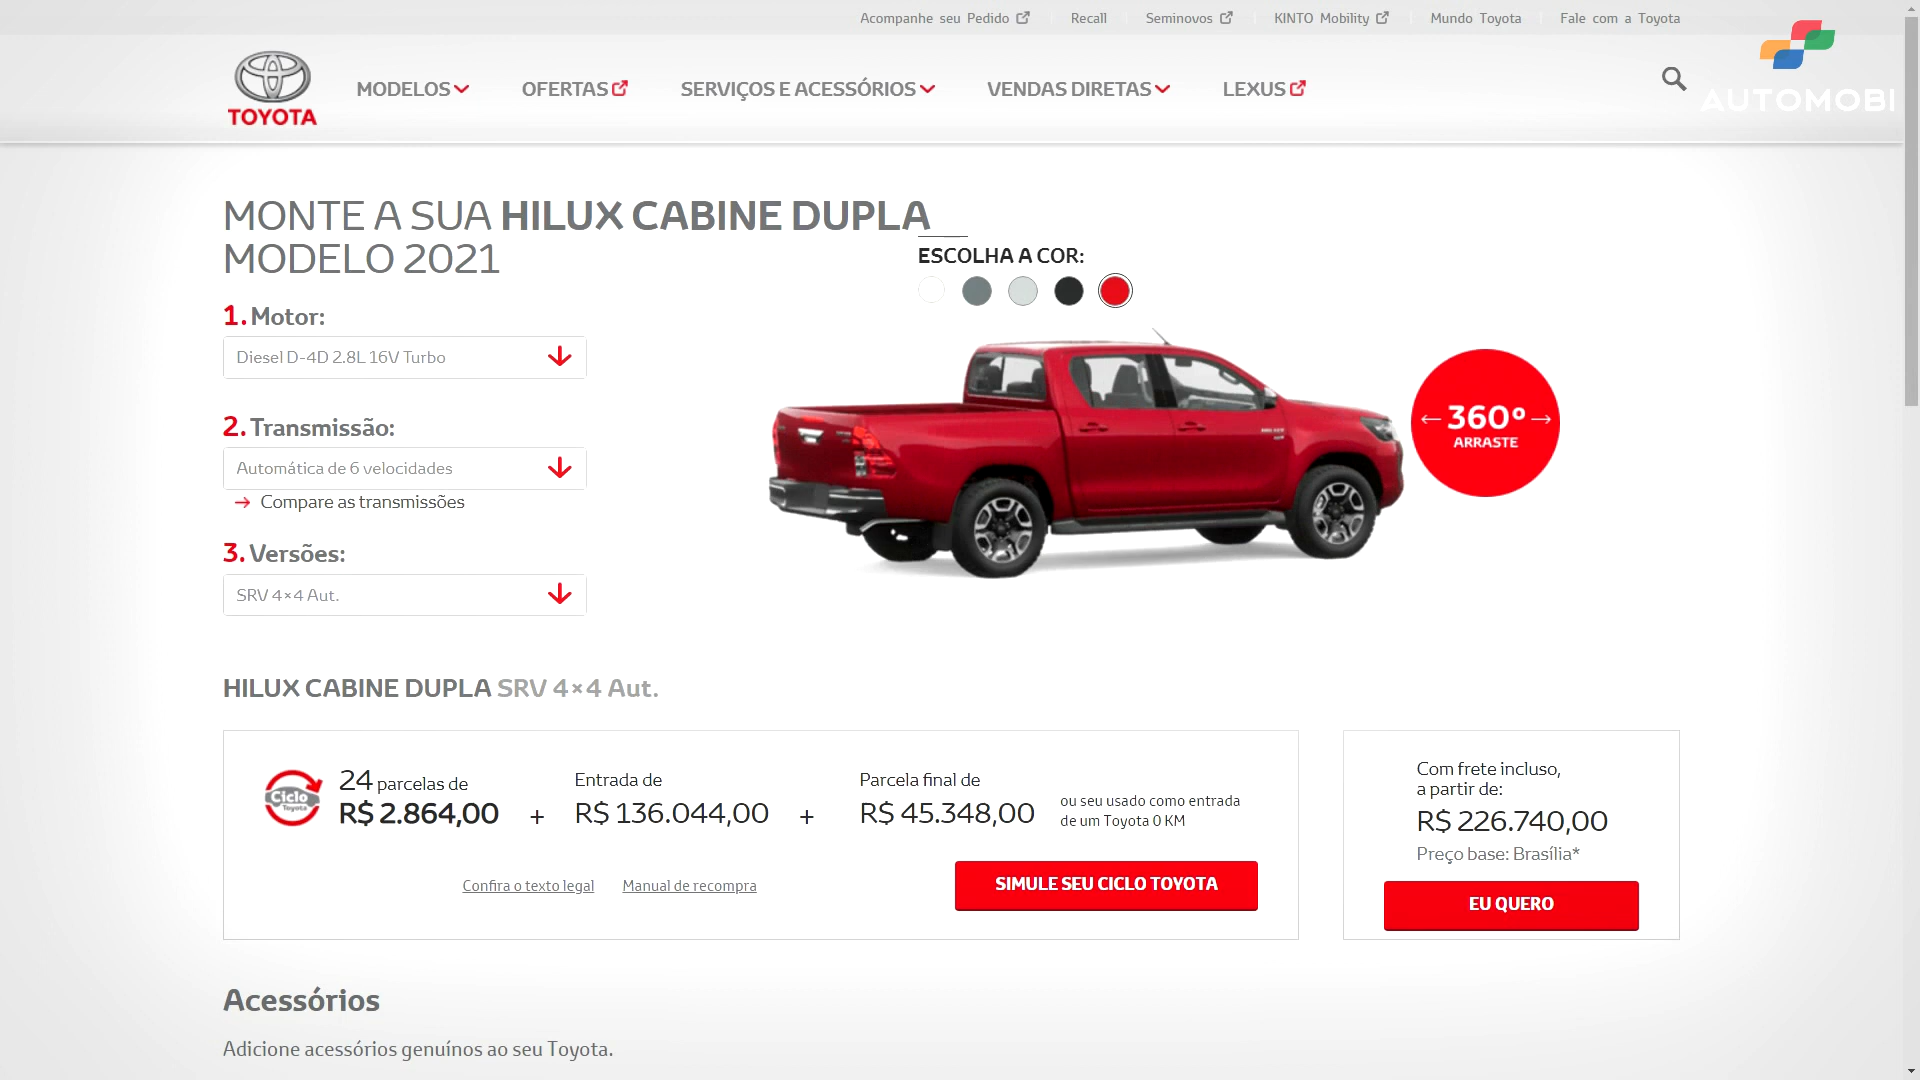 Acompanhe seu Pedido
Recall
Seminovos
KINTO Mobility
Mundo Toyota
Fale com a Toyota
TOYOTA
MODELOS
OFERTAS
SERVIÇOS E ACESSÓRIOS
VENDAS DIRETAS
LEXUS
AUTOMOBI
MONTE A SUA HILUX CABINE DUPLA
MODELO 2021
ESCOLHA A COR:
1. Motor:
Diesel D-4D 2.8L 16V Turbo
2. Transmissão:
Automática de 6 velocidades
Compare as transmissões
3. Versões:
SRV 4×4 Aut.
360º
ARRASTE
HILUX CABINE DUPLA SRV 4×4 Aut.
Ciclo
Toyota
24 parcelas de
R$ 2.864,00
+
Entrada de
R$ 136.044,00
+
Parcela final de
R$ 45.348,00
ou seu usado como entrada
de um Toyota 0 KM
Confira o texto legal
Manual de recompra
SIMULE SEU CICLO TOYOTA
Com frete incluso,
a partir de:
R$ 226.740,00
Preço base: Brasília*
EU QUERO
Acessórios
Adicione acessórios genuínos ao seu Toyota.